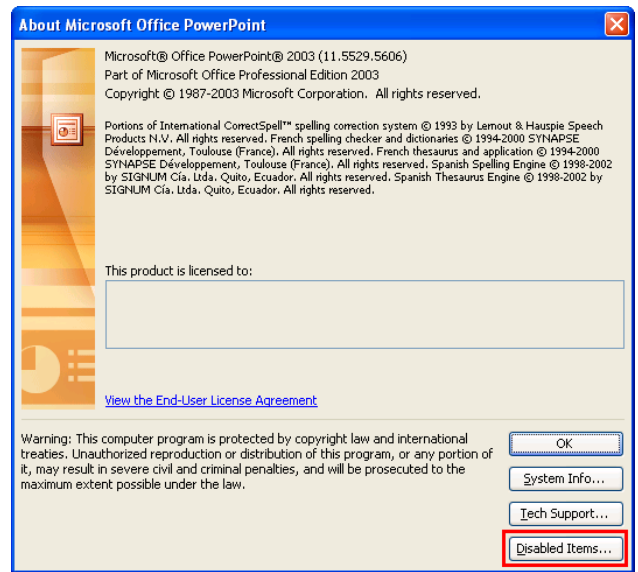 About Microsoft Office PowerPoint
Microsoft® Office PowerPoint® 2003 (11.5529.5606)
Part of Microsoft Office Professional Edition 2003
Copyright © 1987-2003 Microsoft Corporation.  All rights reserved.
Portions of International CorrectSpell™ spelling correction system © 1993 by Lernout & Hauspie Speech
Products N.V. All rights reserved. French spelling checker and dictionaries © 1994-2000 SYNAPSE
Développement, Toulouse (France). All rights reserved. French thesaurus and application © 1994-2000
SYNAPSE Développement, Toulouse (France). All rights reserved. Spanish Spelling Engine © 1998-2002
by SIGNUM Cía. Ltda. Quito, Ecuador. All rights reserved. Spanish Thesaurus Engine © 1998-2002 by
SIGNUM Cía. Ltda. Quito, Ecuador. All rights reserved.
This product is licensed to:
View the End-User License Agreement
Warning: This computer program is protected by copyright law and international
treaties. Unauthorized reproduction or distribution of this program, or any portion of
it, may result in severe civil and criminal penalties, and will be prosecuted to the
maximum extent possible under the law.
OK
System Info...
Tech Support...
Disabled Items...